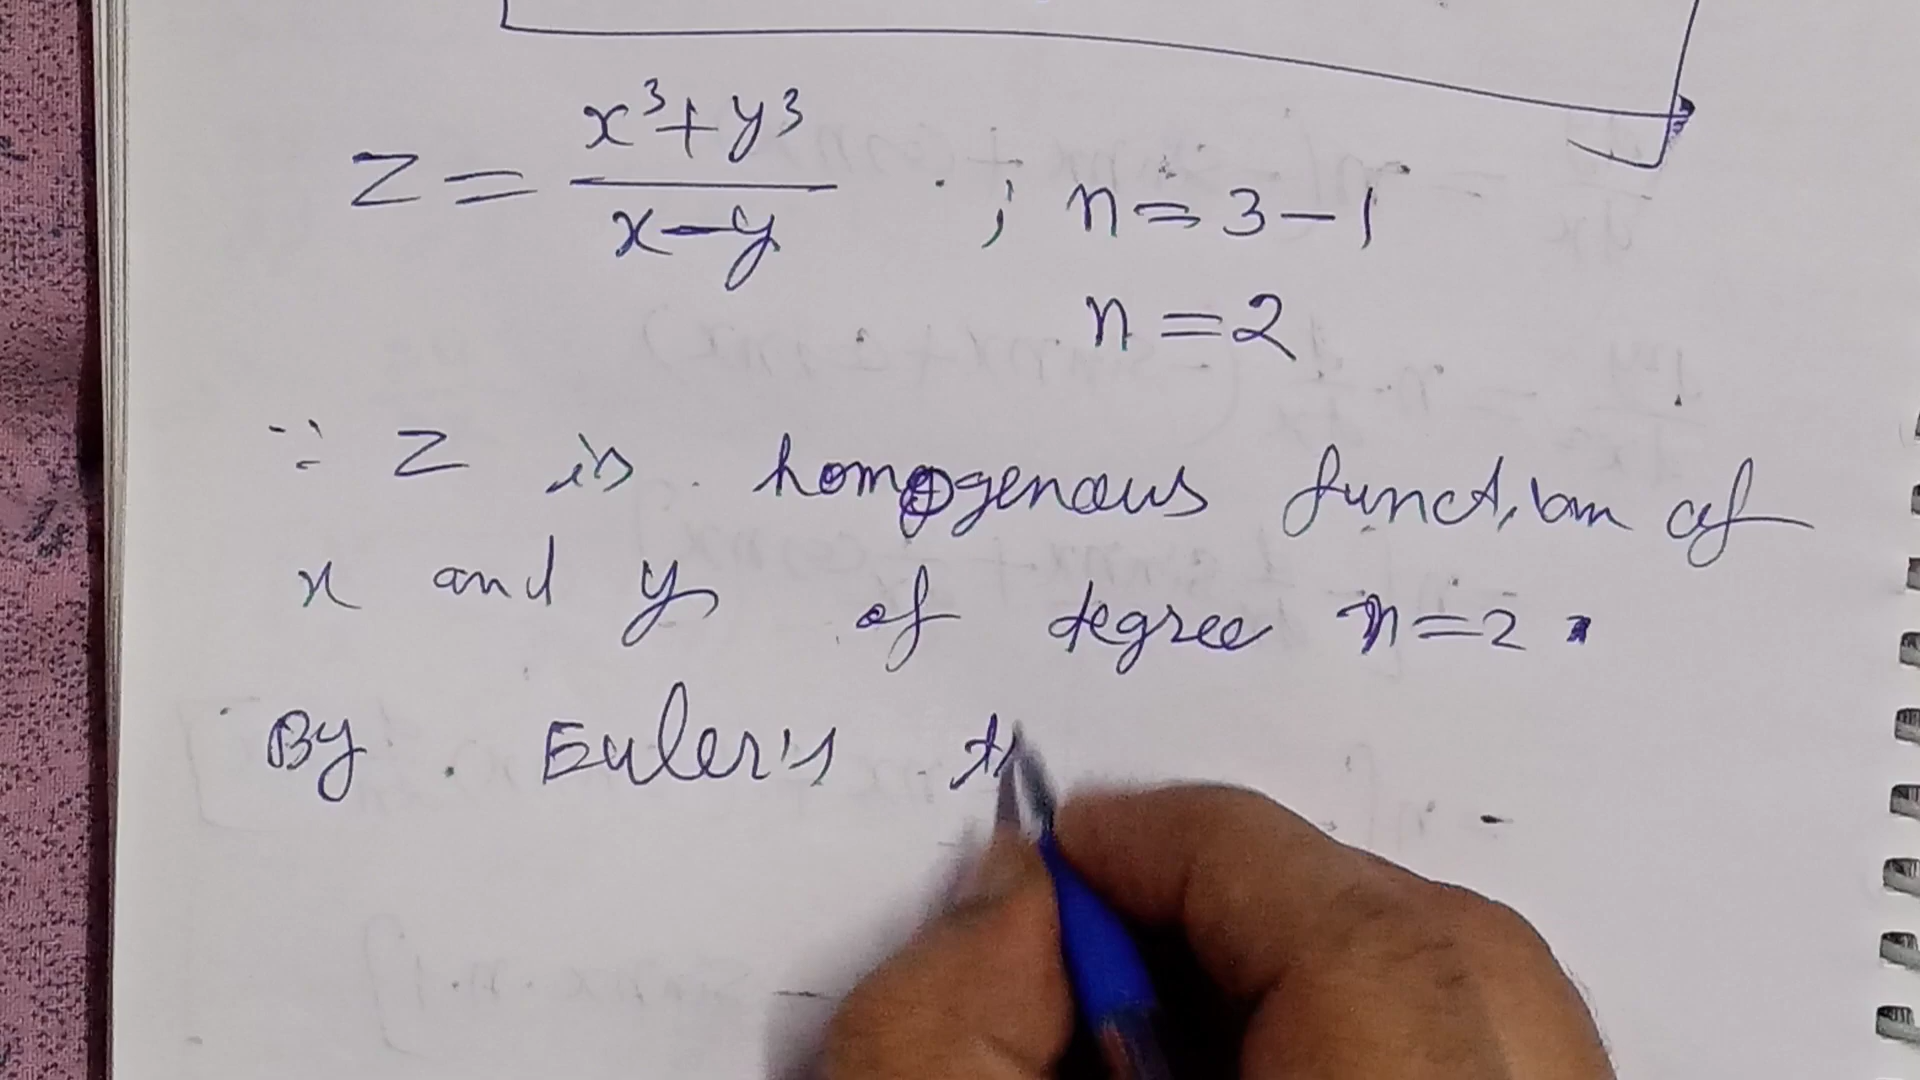 z = x³+y³ / x-y ; n = 3-1
n = 2
∵ z is homogenous function of
x and y of degree n=2.
By Euler's